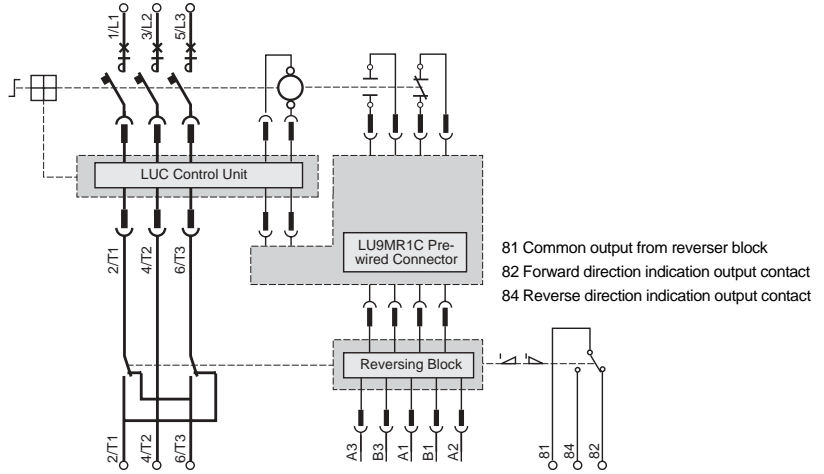 1/L1
3/L2
5/L3
LUC Control Unit
LU9MR1C Pre-
wired Connector
81 Common output from reverser block
82 Forward direction indication output contact
84 Reverse direction indication output contact
2/T1
4/T2
6/T3
Reversing Block
2/T1
4/T2
6/T3
A3
B3
A1
B1
A2
81
84
82